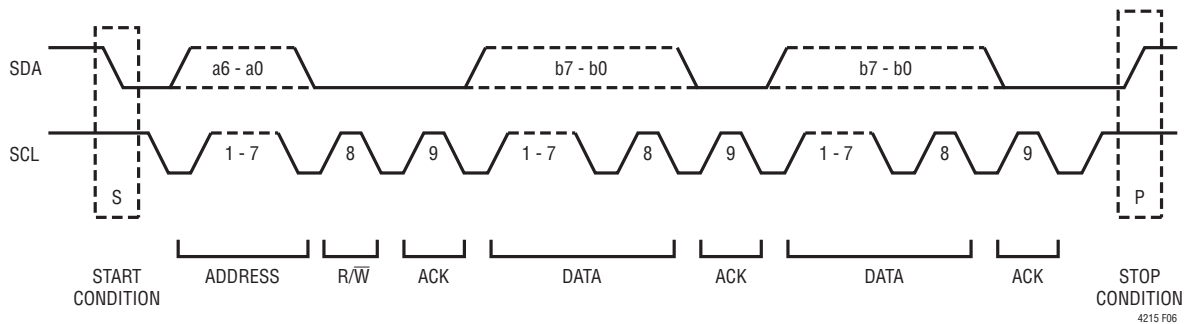 SDA
a6 - a0
b7 - b0
b7 - b0
SCL
1 - 7
8
9
1 - 7
8
9
1 - 7
8
9
S
P
START
CONDITION
ADDRESS
R/W̅
ACK
DATA
ACK
DATA
ACK
STOP
CONDITION
4215 F06